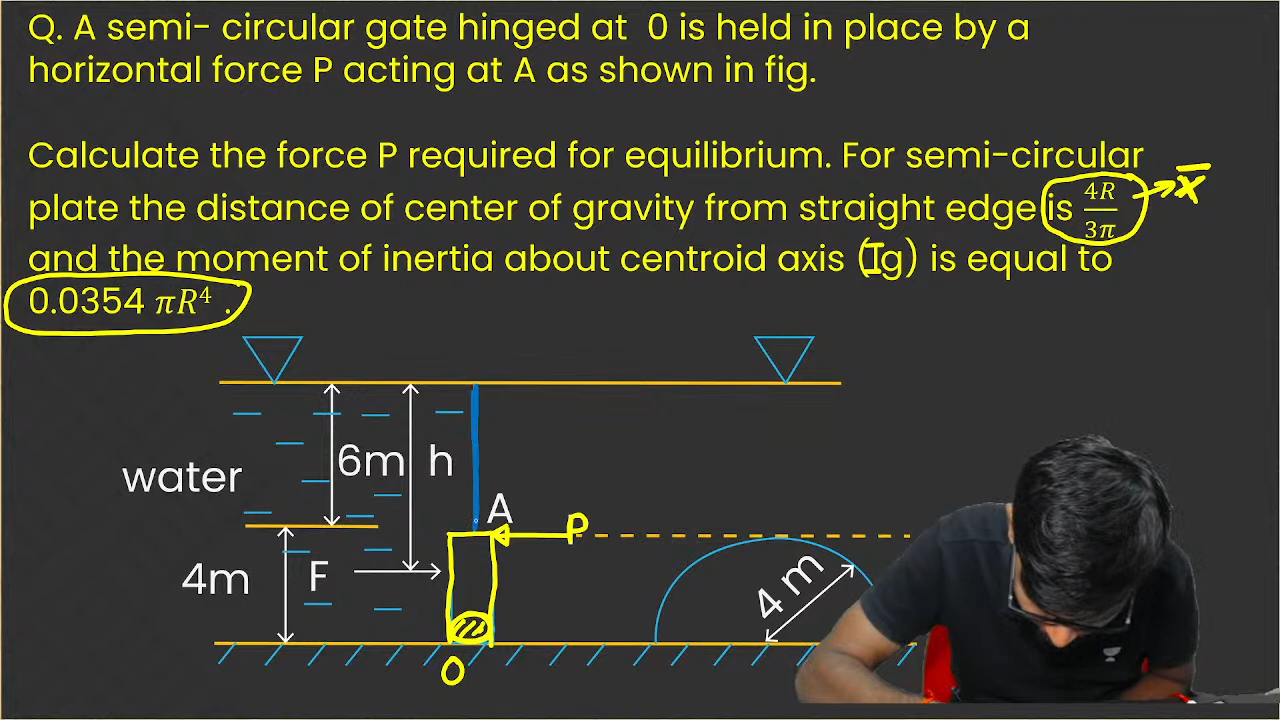 Q. A semi- circular gate hinged at 0 is held in place by a
horizontal force P acting at A as shown in fig.
Calculate the force P required for equilibrium. For semi-circular
plate the distance of center of gravity from straight edge is 4R/3π → x̄
and the moment of inertia about centroid axis (Ig) is equal to
0.0354 πR⁴ .
6m h
water
A
P
4m F
4 m
O